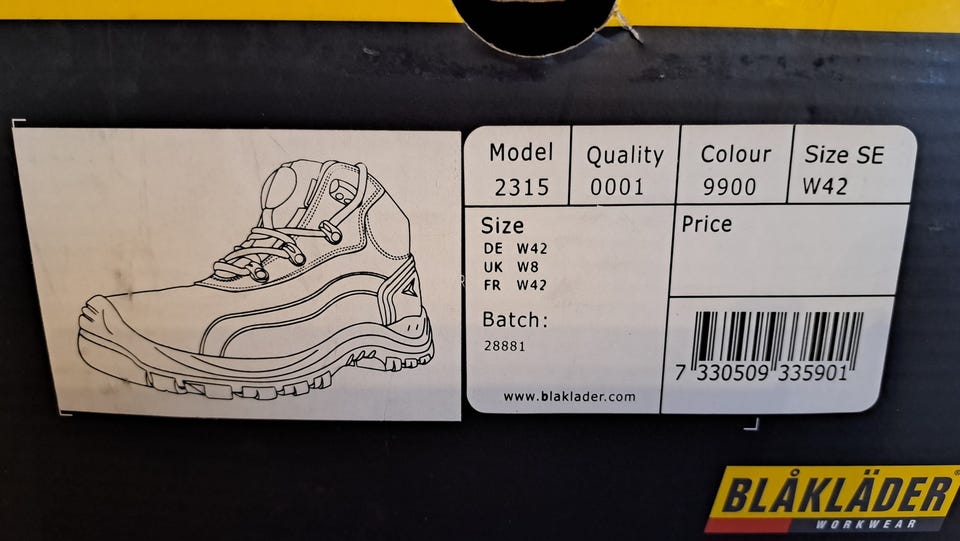 Model
2315
Quality
0001
Colour
9900
Size SE
W42
Size
DE W42
UK W8
FR W42
Batch:
28881
www.blaklader.com
Price
7 330509 335901
BLÅKLÄDER
WORKWEAR